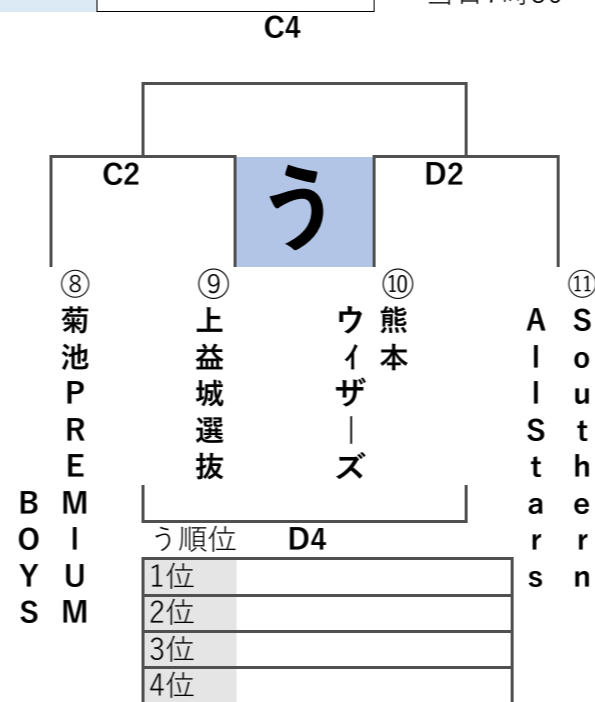 C4
C2
う
D2
⑧
菊池PREMIUM
BOYS
⑨
上益城選抜
⑩
熊本
ウィザーズ
⑪
Southern
AllStars
う順位
D4
1位
2位
3位
4位